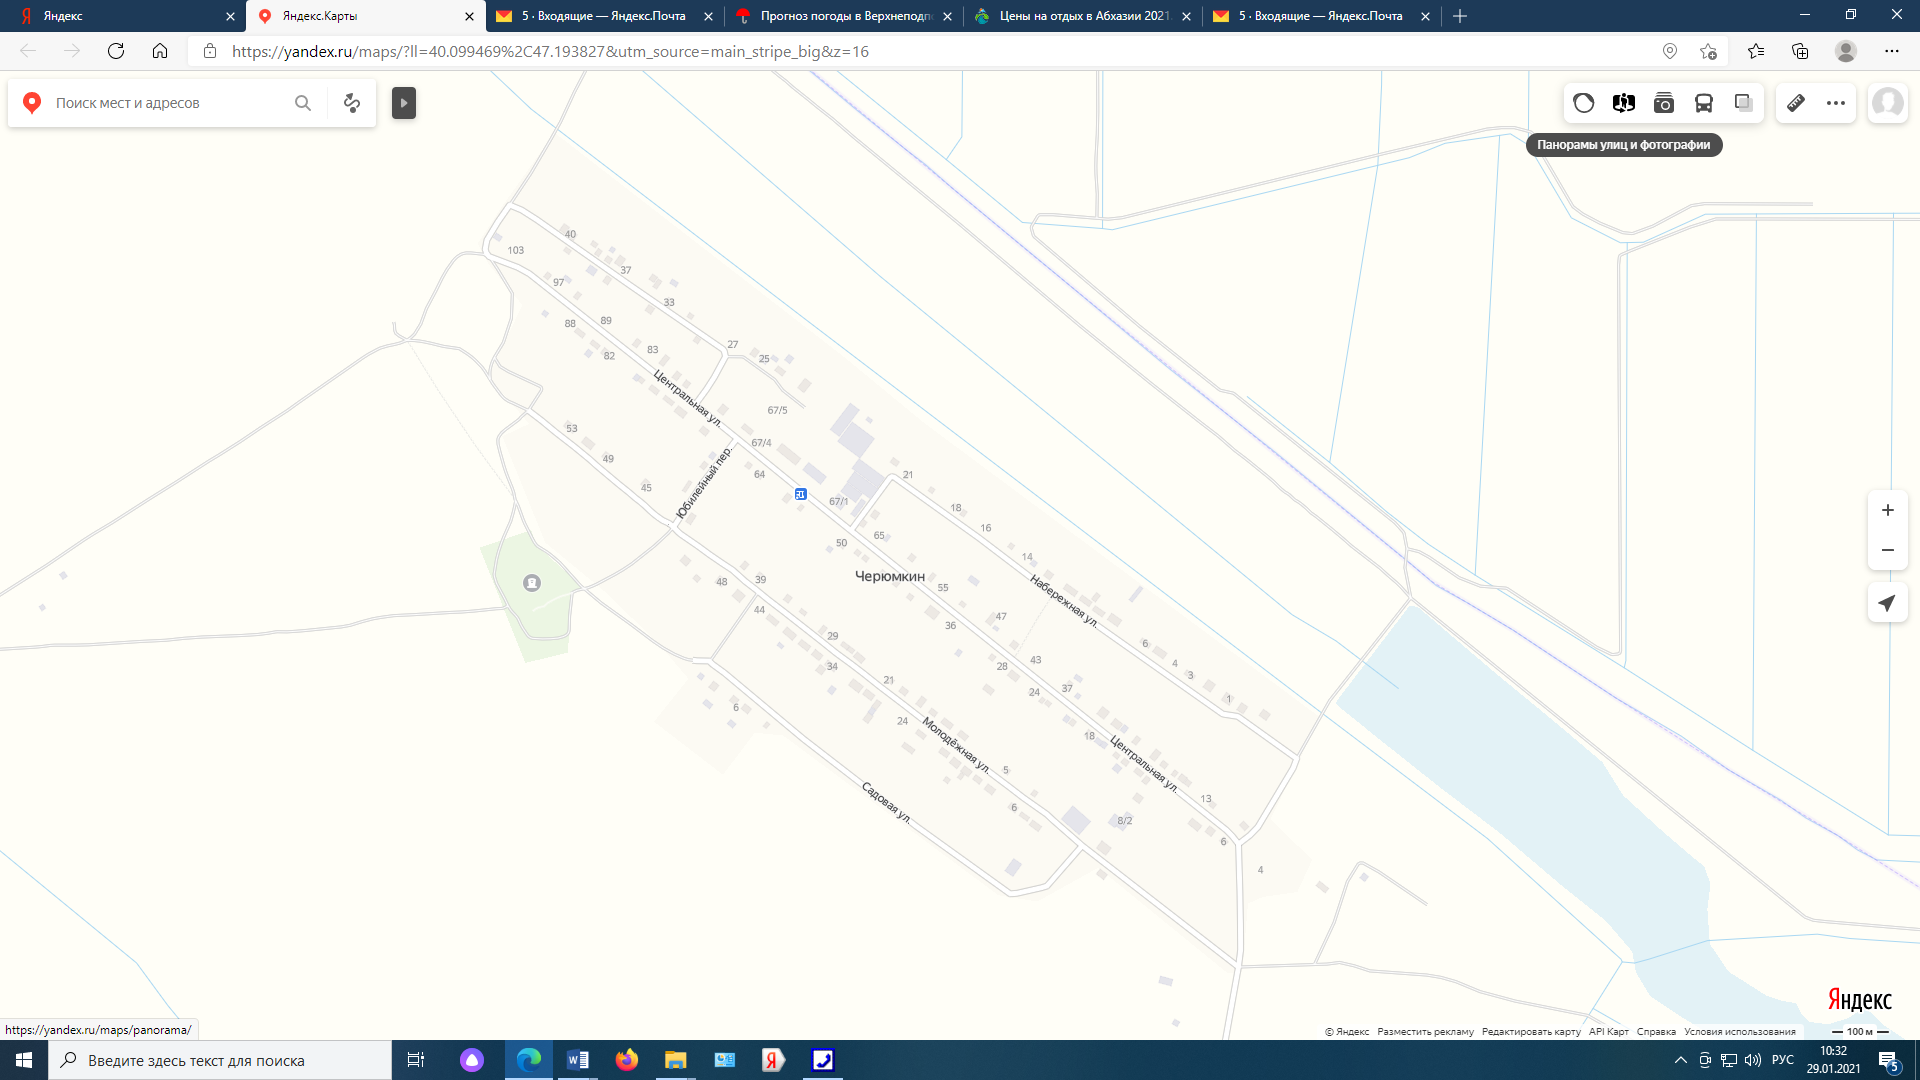 Яндекс
Яндекс.Карты
5 · Входящие — Яндекс.Почта
Прогноз погоды в Верхнеподп
Цены на отдых в Абхазии 2021.
5 · Входящие — Яндекс.Почта
https://yandex.ru/maps/?ll=40.099469%2C47.193827&utm_source=main_stripe_big&z=16
Поиск мест и адресов
Панорамы улиц и фотографии
40
103
37
97
33
88
89
27
82
83
25
Центральная ул.
67/5
53
67/4
49
Юбилейный пер.
64
21
45
67/1
18
65
16
50
14
Черюмкин
48
39
55
Набережная ул.
44
47
36
29
6
34
43
4
28
3
21
37
24
1
6
24
Молодёжная ул.
18
Центральная ул.
5
Садовая ул.
13
6
8/2
6
4
Яндекс
https://yandex.ru/maps/panorama/
© Яндекс Разместить рекламу Редактировать карту API Карт Справка Условия использования 100 м
Введите здесь текст для поиска
РУС
10:32
29.01.2021
5